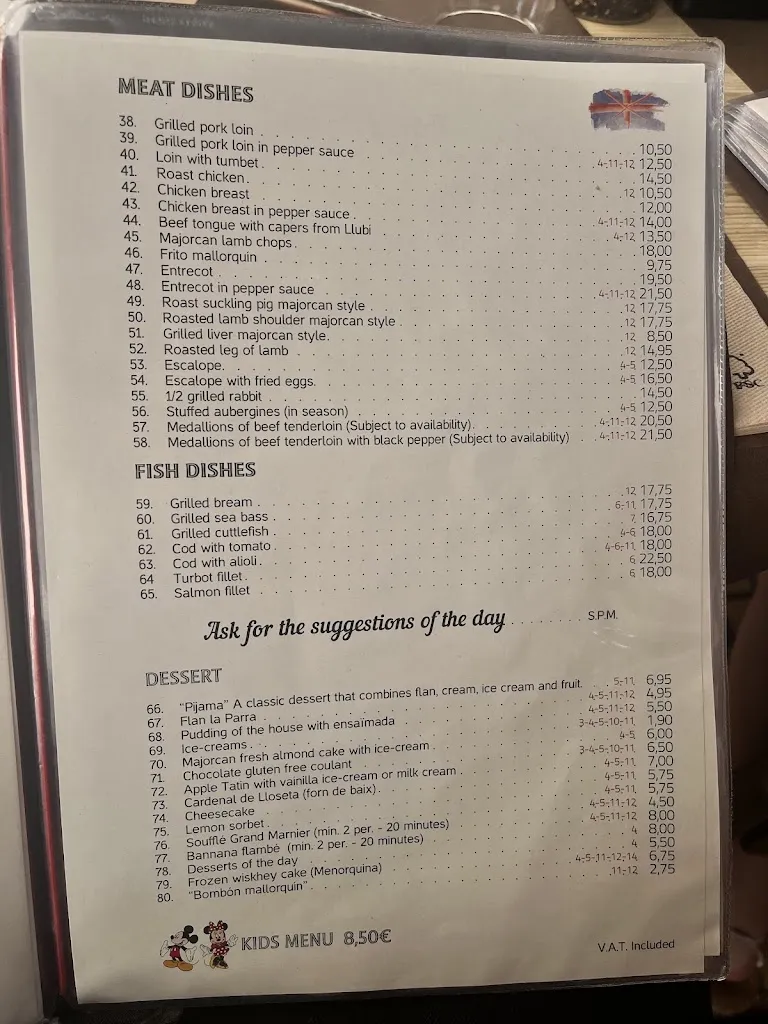 MEAT DISHES
38. Grilled pork loin . . . . 10,50
39. Grilled pork loin in pepper sauce . . . . 4-11-12 12,50
40. Loin with tumbet . . . . 14,50
41. Roast chicken . . . . 12 10,50
42. Chicken breast . . . . 12,00
43. Chicken breast in pepper sauce . . . . 4-11-12 14,00
44. Beef tongue with capers from Llubi . . . . 4-12 13,50
45. Majorcan lamb chops . . . . 18,00
46. Frito mallorquin . . . . 9,75
47. Entrecot . . . . 19,50
48. Entrecot in pepper sauce . . . . 4-11-12 21,50
49. Roast suckling pig majorcan style . . . . 12 17,75
50. Roasted lamb shoulder majorcan style . . . . 12 17,75
51. Grilled liver majorcan style . . . . 12 8,50
52. Roasted leg of lamb . . . . 12 14,95
53. Escalope . . . . 4-5 12,50
54. Escalope with fried eggs . . . . 4-5 16,50
55. 1/2 grilled rabbit . . . . 14,50
56. Stuffed aubergines (in season) . . . . 4-5 12,50
57. Medallions of beef tenderloin (Subject to availability) . . . . 4-11-12 20,50
58. Medallions of beef tenderloin with black pepper (Subject to availability) . . 4-11-12 21,50
FISH DISHES
59. Grilled bream . . . . 12 17,75
60. Grilled sea bass . . . . 6-11 17,75
61. Grilled cuttlefish . . . . 7 16,75
62. Cod with tomato . . . . 4-6 18,00
63. Cod with alioli . . . . 4-6-11 18,00
64 Turbot fillet . . . . 6 22,50
65. Salmon fillet . . . . 6 18,00
Ask for the suggestions of the day . . . . . . . . S.P.M.
DESSERT
66. "Pijama" A classic dessert that combines flan, cream, ice cream and fruit. . . . 5-11 6,95
67. Flan la Parra . . . . 4-5-11-12 4,95
68. Pudding of the house with ensaïmada . . . . 4-5-11-12 5,50
69. Ice-creams . . . . 3-4-5-10-11 1,90
70. Majorcan fresh almond cake with ice-cream . . . . 4-5 6,00
71. Chocolate gluten free coulant . . . . 3-4-5-10-11 6,50
72. Apple Tatin with vainilla ice-cream or milk cream . . . . 4-5-11 7,00
73. Cardenal de Lloseta (forn de baix) . . . . 4-5-11 5,75
74. Cheesecake . . . . 4-5-11 5,75
75. Lemon sorbet . . . . 4-5-11-12 4,50
76. Soufflé Grand Marnier (min. 2 per. - 20 minutes) . . . . 4-5-11-12 8,00
77. Bannana flambé (min. 2 per. - 20 minutes) . . . . 4 8,00
78. Desserts of the day . . . . 4 5,50
79. Frozen wiskhey cake (Menorquina) . . . . 4-5-11-12-14 6,75
80. "Bombón mallorquin" . . . . 11-12 2,75
KIDS MENU 8,50€
V.A.T. Included